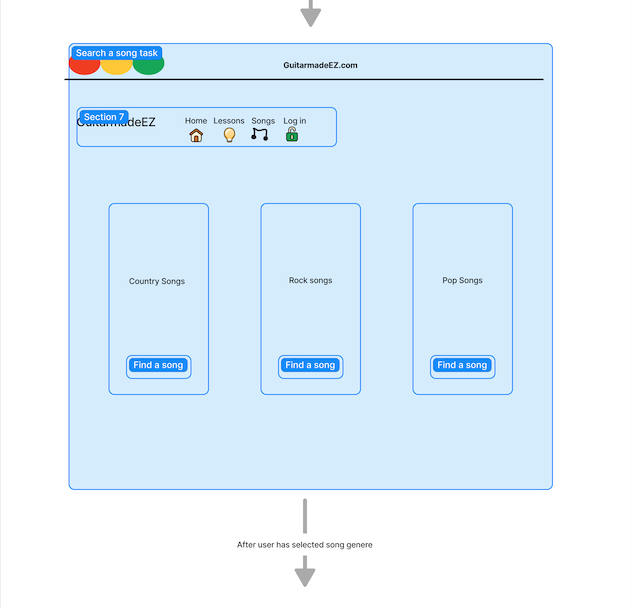 Search a song task
GuitarmadeEZ.com
Section 7
GuitarmadeEZ
Home Lessons Songs Log in
Country Songs Rock songs Pop Songs
Find a song Find a song Find a song
After user has selected song genere